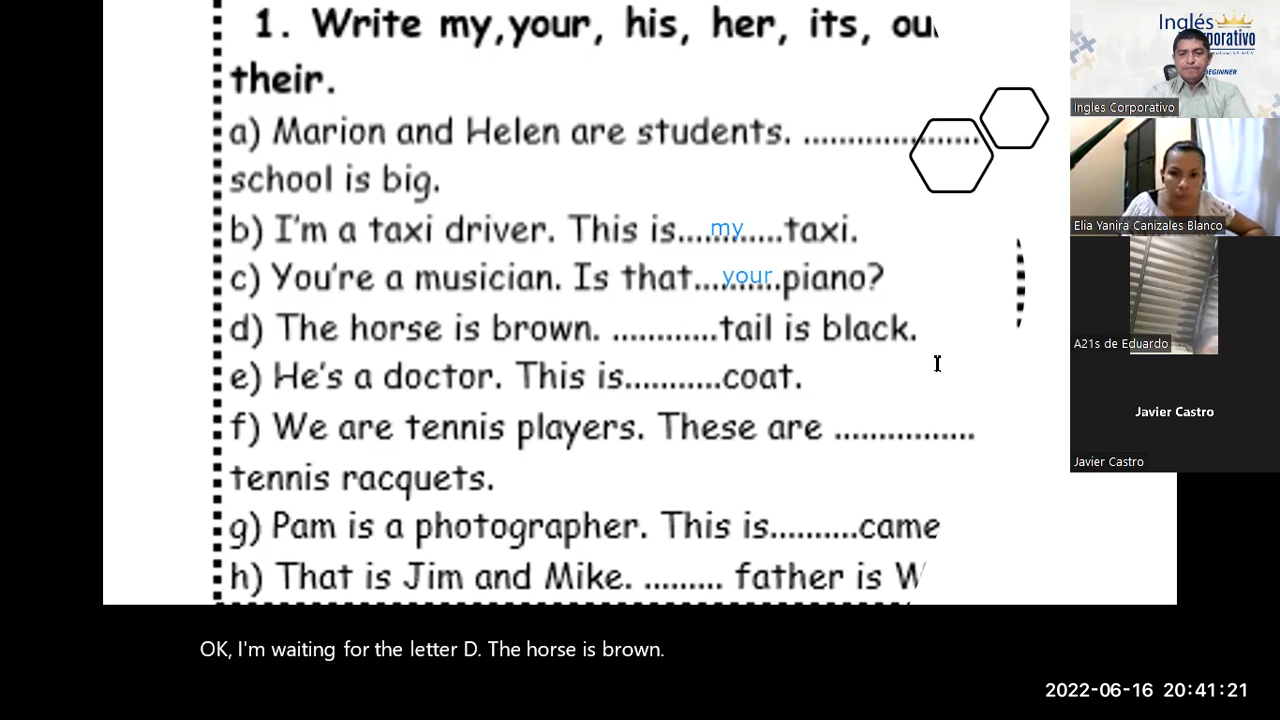 1. Write my,your, his, her, its, ou
their.
a) Marion and Helen are students. ......................
school is big.
b) I'm a taxi driver. This is....my.....taxi.
c) You're a musician. Is that...your.piano?
d) The horse is brown. ............tail is black.
e) He's a doctor. This is...........coat.
f) We are tennis players. These are ................
tennis racquets.
g) Pam is a photographer. This is..........came
h) That is Jim and Mike. ......... father is W
OK, I'm waiting for the letter D. The horse is brown.
2022-06-16 20:41:21
Inglés
porativo
BEGINNER
Ingles Corporativo
Elia Yanira Canizales Blanco
A21s de Eduardo
Javier Castro
Javier Castro